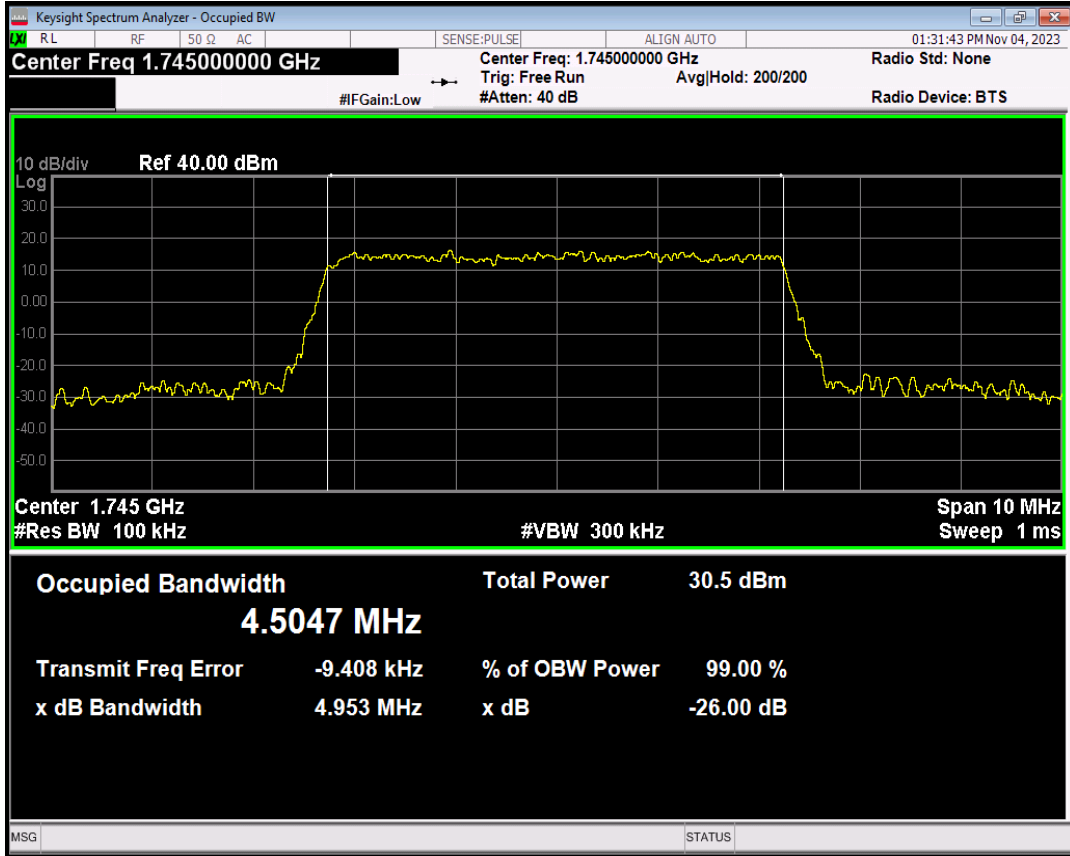 Keysight Spectrum Analyzer - Occupied BW
LXI RL RF 50 Ω AC SENSE:PULSE ALIGN AUTO 01:31:43 PM Nov 04, 2023
Center Freq 1.745000000 GHz Center Freq: 1.745000000 GHz Radio Std: None
Trig: Free Run Avg|Hold: 200/200
#IFGain:Low #Atten: 40 dB Radio Device: BTS
10 dB/div Ref 40.00 dBm
Log
30.0
20.0
10.0
0.00
-10.0
-20.0
-30.0
-40.0
-50.0
Center 1.745 GHz Span 10 MHz
#Res BW 100 kHz #VBW 300 kHz Sweep 1 ms
Occupied Bandwidth Total Power 30.5 dBm
4.5047 MHz
Transmit Freq Error -9.408 kHz % of OBW Power 99.00 %
x dB Bandwidth 4.953 MHz x dB -26.00 dB
MSG STATUS